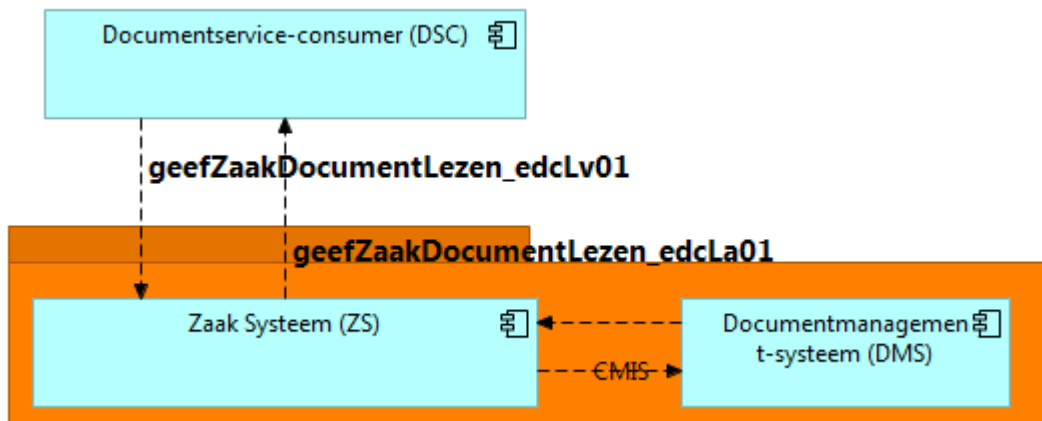 Documentservice-consumer (DSC)
geefZaakDocumentLezen_edcLv01
geefZaakDocumentLezen_edcLa01
Zaak Systeem (ZS)
Documentmanagemen
t-systeem (DMS)
CMIS